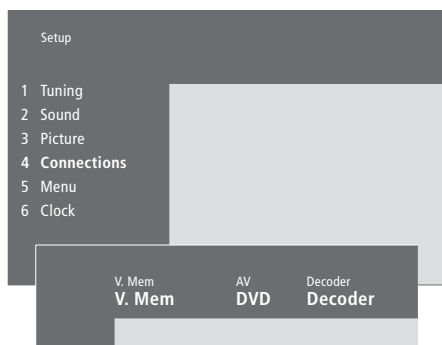 Setup
1 Tuning
2 Sound
3 Picture
4 Connections
5 Menu
6 Clock
V. Mem AV Decoder
V. Mem DVD Decoder